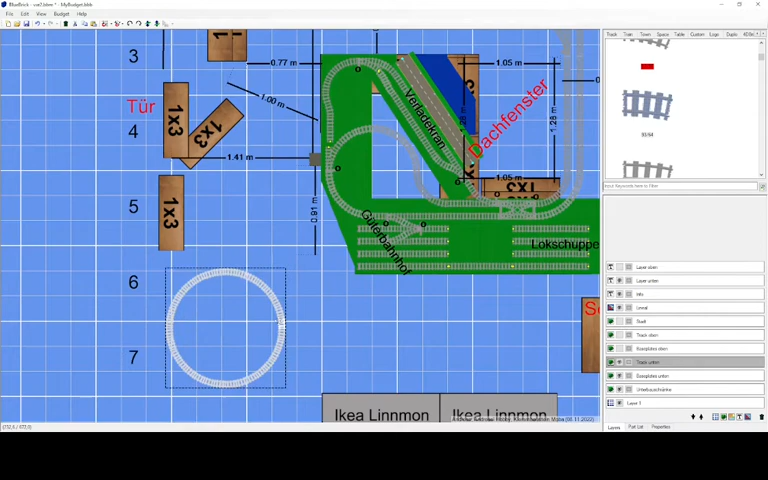 BlueBrick
MyBudget.bbb
File Edit View Budget Help
Track Train Town Space Table Custom Logo Duplo
3
0.77 m
1.05 m
1.00 m
Tür
1x3
1x3
4
Verladekran
1.28 m
Dachfenster
1.41 m
1.05 m
1x3
5
1x3
0.91 m
Güterbahnhof
Lokschuppe
6
7
Ikea Linnmon
Ikea Linnmon
Layer oben
Layer unten
Info
Lineal
Stadt
Track oben
Baseplates oben
Track unten
Baseplates unten
Unterbauschränke
Layer 1
Layers Part List Properties